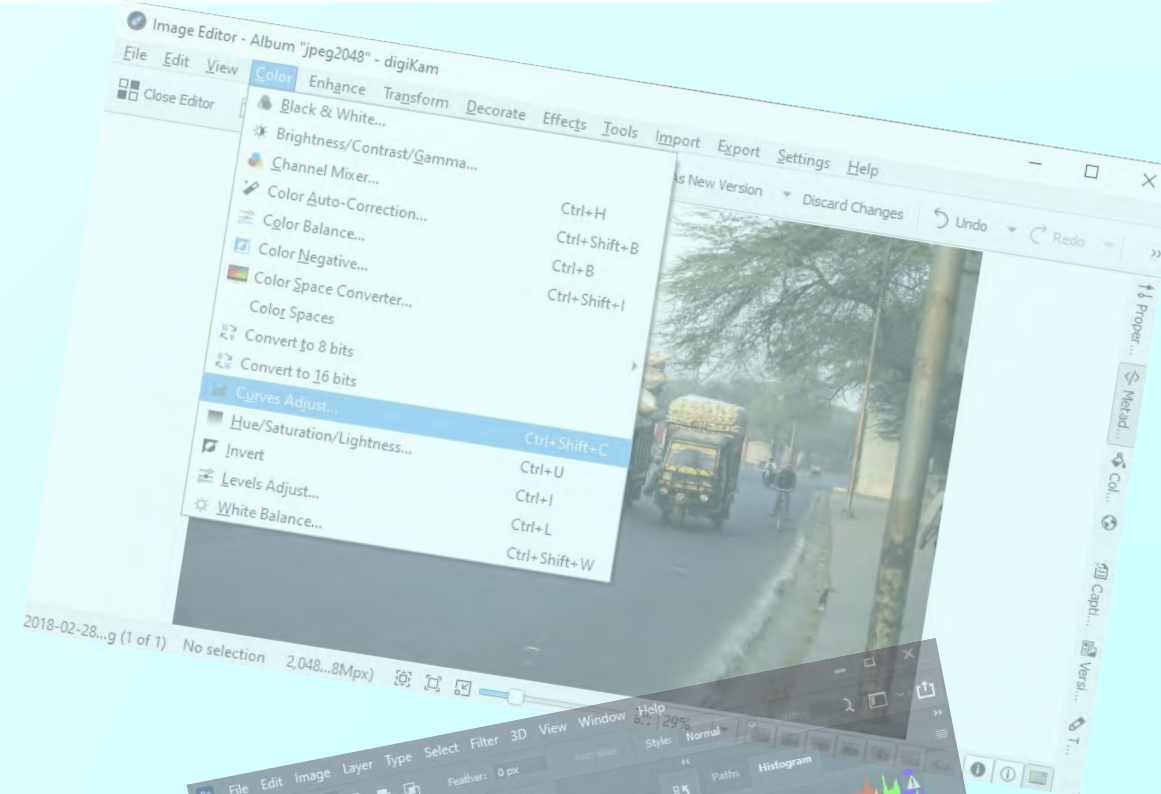 Image Editor - Album "jpeg2048" - digiKam
File Edit View Color Enhance Transform Decorate Effects Tools Import Export Settings Help
Close Editor
As New Version Discard Changes Undo Redo »
Black & White...
Brightness/Contrast/Gamma...
Channel Mixer... Ctrl+H
Color Auto-Correction... Ctrl+Shift+B
Color Balance... Ctrl+B
Color Negative... Ctrl+Shift+I
Color Space Converter...
Color Spaces
Convert to 8 bits
Convert to 16 bits
Curves Adjust... Ctrl+Shift+C
Hue/Saturation/Lightness... Ctrl+U
Invert Ctrl+I
Levels Adjust... Ctrl+L
White Balance... Ctrl+Shift+W
Proper...
Metad...
Col...
Capti...
Versi...
T...
2018-02-28...g (1 of 1) No selection 2,048...8Mpx) 29%
File Edit Image Layer Type Select Filter 3D View Window Help
Feather: 0 px Anti-alias Style: Normal
Paths Histogram